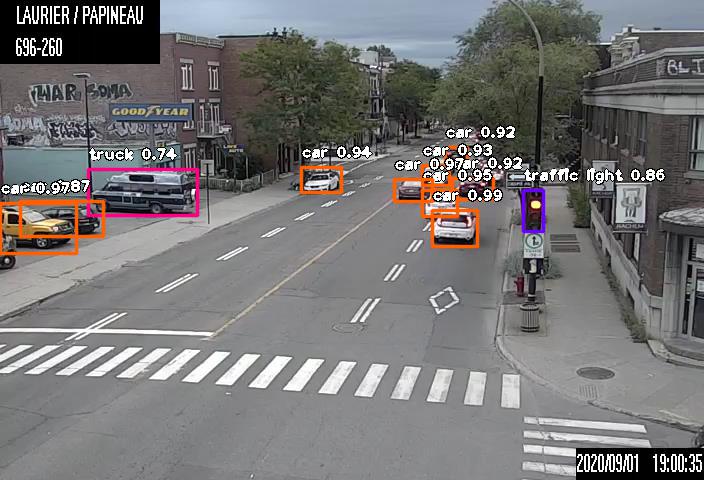 LAURIER / PAPINEAU
696-260
WAR
GOODYEAR
truck 0.74
car 0.94
car 0.92
car 0.93
car 0.97
car 0.95
car 0.99
traffic light 0.86
2020/09/01 19:00:35